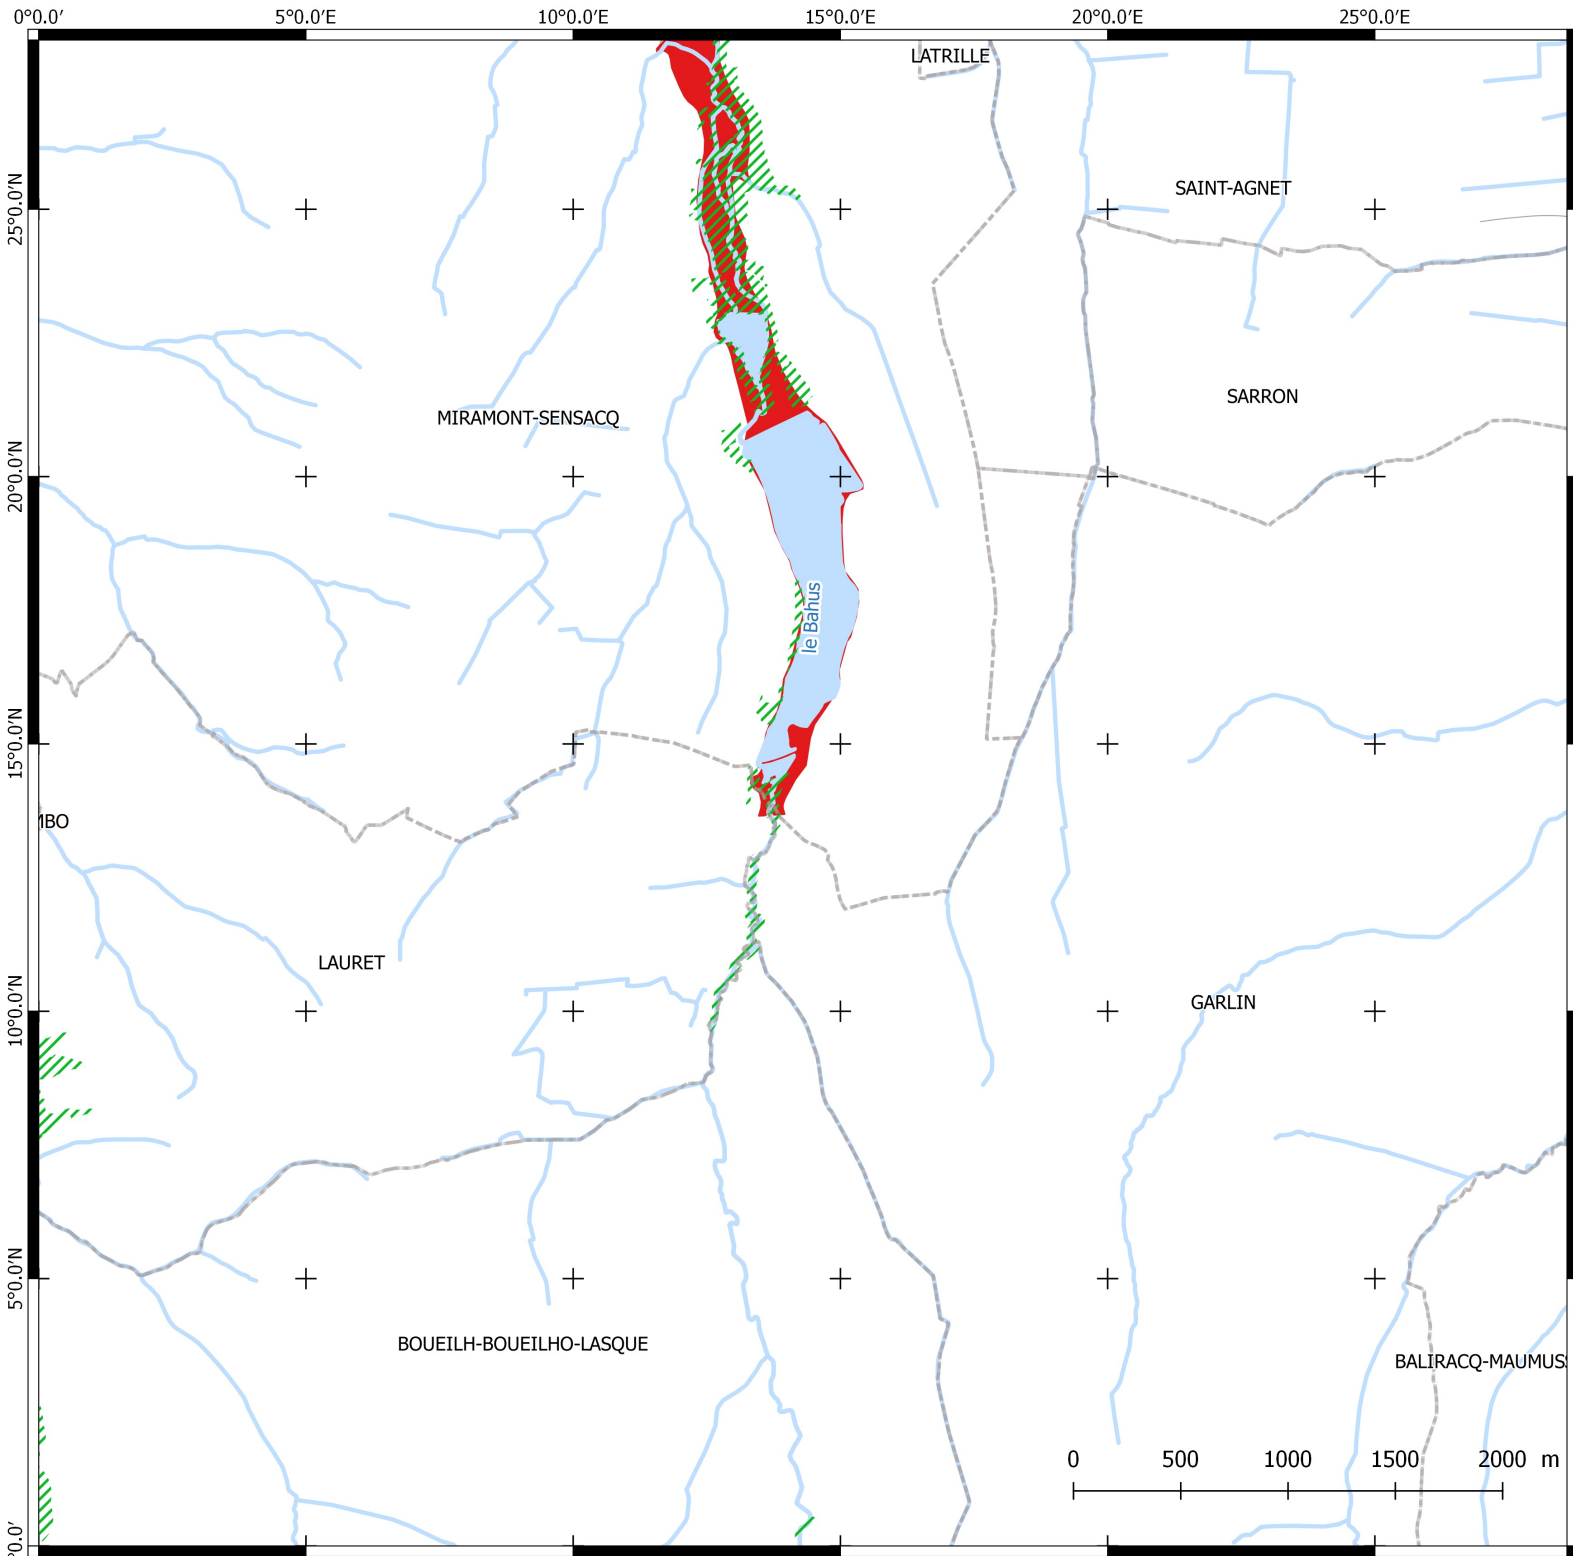 0°0.0′ 5°0.0′E 10°0.0′E 15°0.0′E 20°0.0′E 25°0.0′E
LATRILLE
25°0.0′N
SAINT-AGNET
SARRON
MIRAMONT-SENSACQ
20°0.0′N
le Bahus
15°0.0′N
MBO
LAURET
10°0.0′N
GARLIN
5°0.0′N
BOUEILH-BOUEILHO-LASQUE
BALIRACQ-MAUMUS
0 500 1000 1500 2000 m
°0.0′